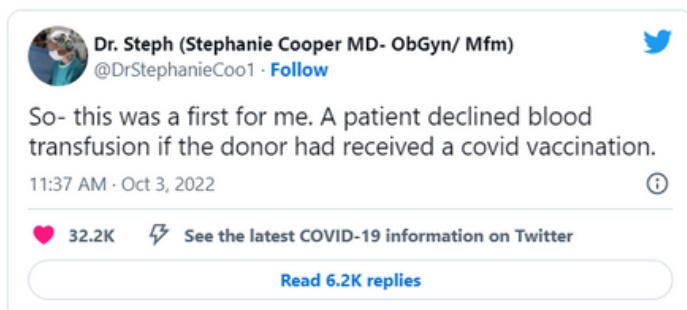 Dr. Steph (Stephanie Cooper MD- ObGyn/ Mfm)
@DrStephanieCoo1 · Follow
So- this was a first for me. A patient declined blood
transfusion if the donor had received a covid vaccination.
11:37 AM · Oct 3, 2022
32.2K See the latest COVID-19 information on Twitter
Read 6.2K replies